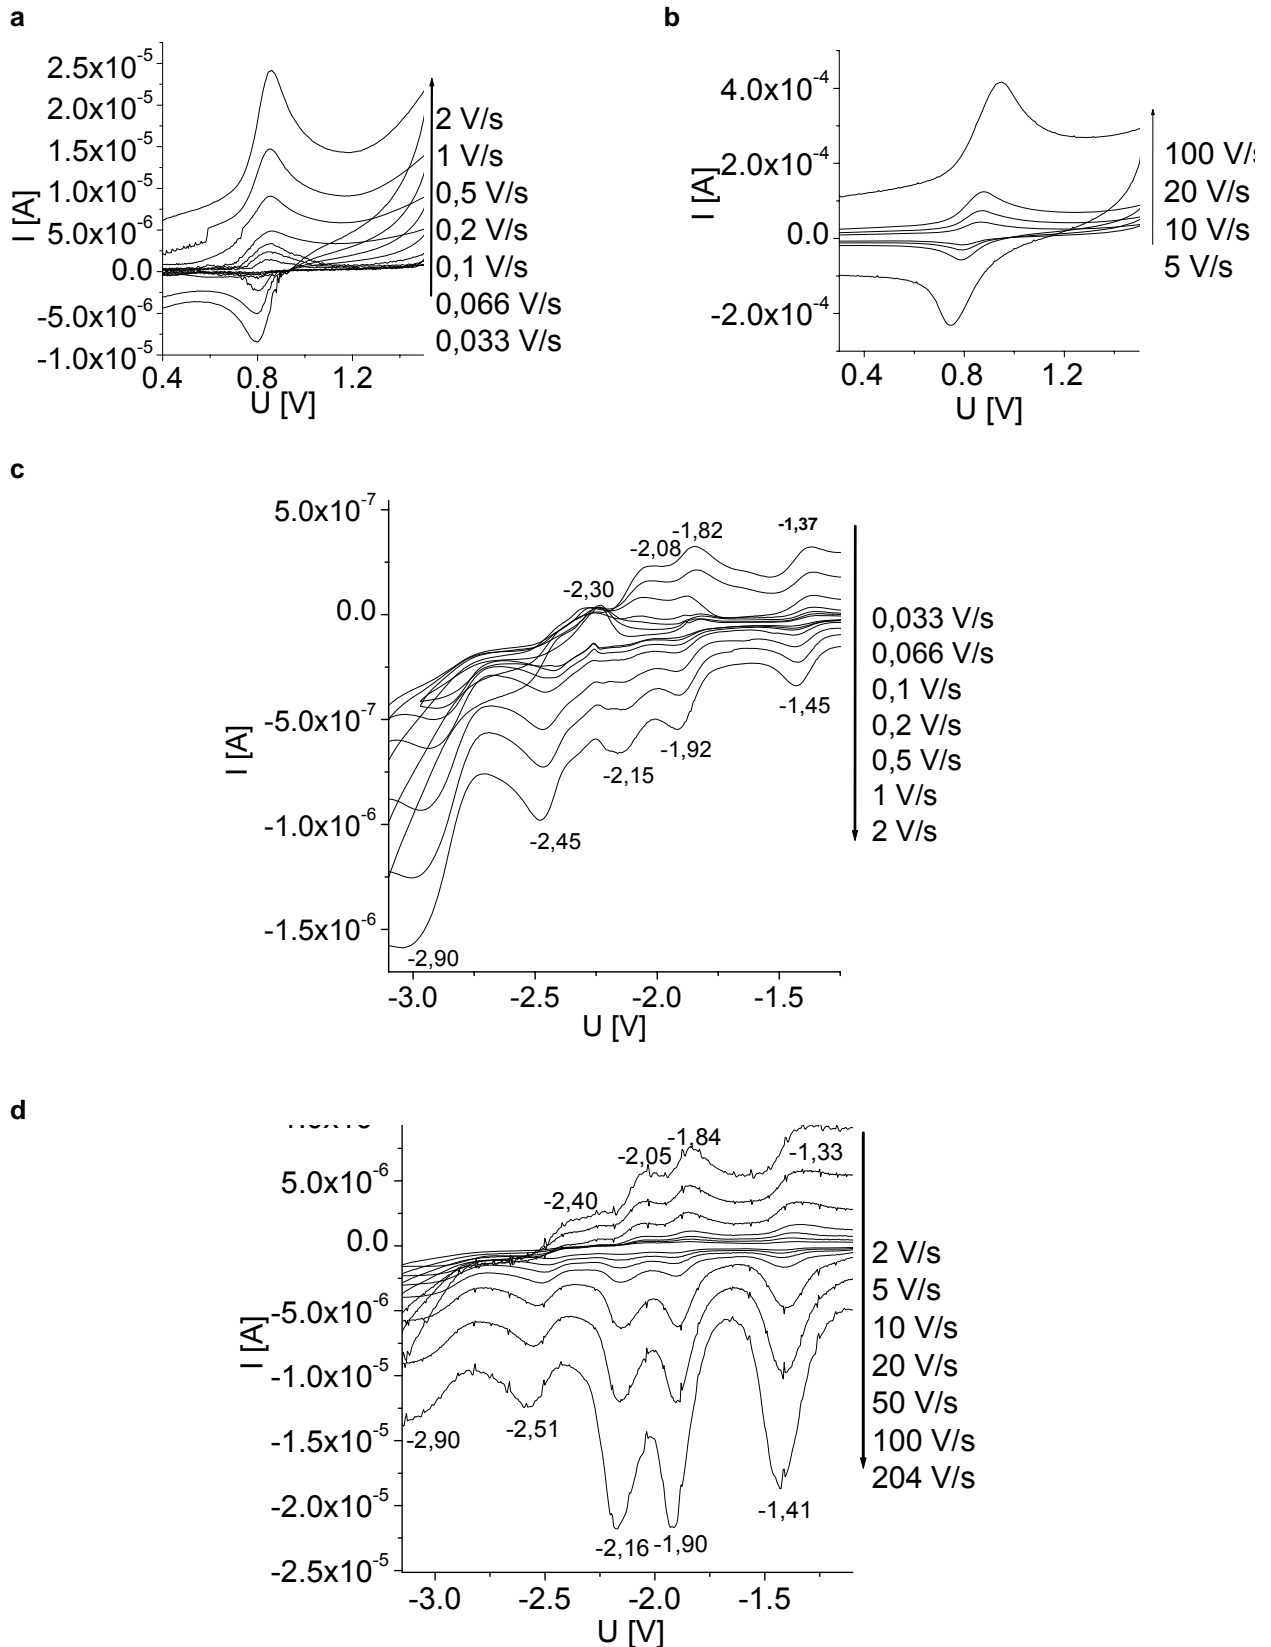 a
2.5x10-5
2.0x10-5
1.5x10-5
1.0x10-5
5.0x10-6
0.0
-5.0x10-6
-1.0x10-5
I [A]
0.4 0.8 1.2
U [V]
2 V/s
1 V/s
0,5 V/s
0,2 V/s
0,1 V/s
0,066 V/s
0,033 V/s
b
4.0x10-4
2.0x10-4
0.0
-2.0x10-4
I [A]
0.4 0.8 1.2
U [V]
100 V/s
20 V/s
10 V/s
5 V/s
c
5.0x10-7
0.0
-5.0x10-7
-1.0x10-6
-1.5x10-6
I [A]
-2,30
-2,08
-1,82
-1,37
-1,45
-1,92
-2,15
-2,45
-2,90
-3.0 -2.5 -2.0 -1.5
U [V]
0,033 V/s
0,066 V/s
0,1 V/s
0,2 V/s
0,5 V/s
1 V/s
2 V/s
d
5.0x10-6
0.0
-5.0x10-6
-1.0x10-5
-1.5x10-5
-2.0x10-5
-2.5x10-5
I [A]
-2,40
-2,05
-1,84
-1,33
-2,90
-2,51
-2,16
-1,90
-1,41
-3.0 -2.5 -2.0 -1.5
U [V]
2 V/s
5 V/s
10 V/s
20 V/s
50 V/s
100 V/s
204 V/s